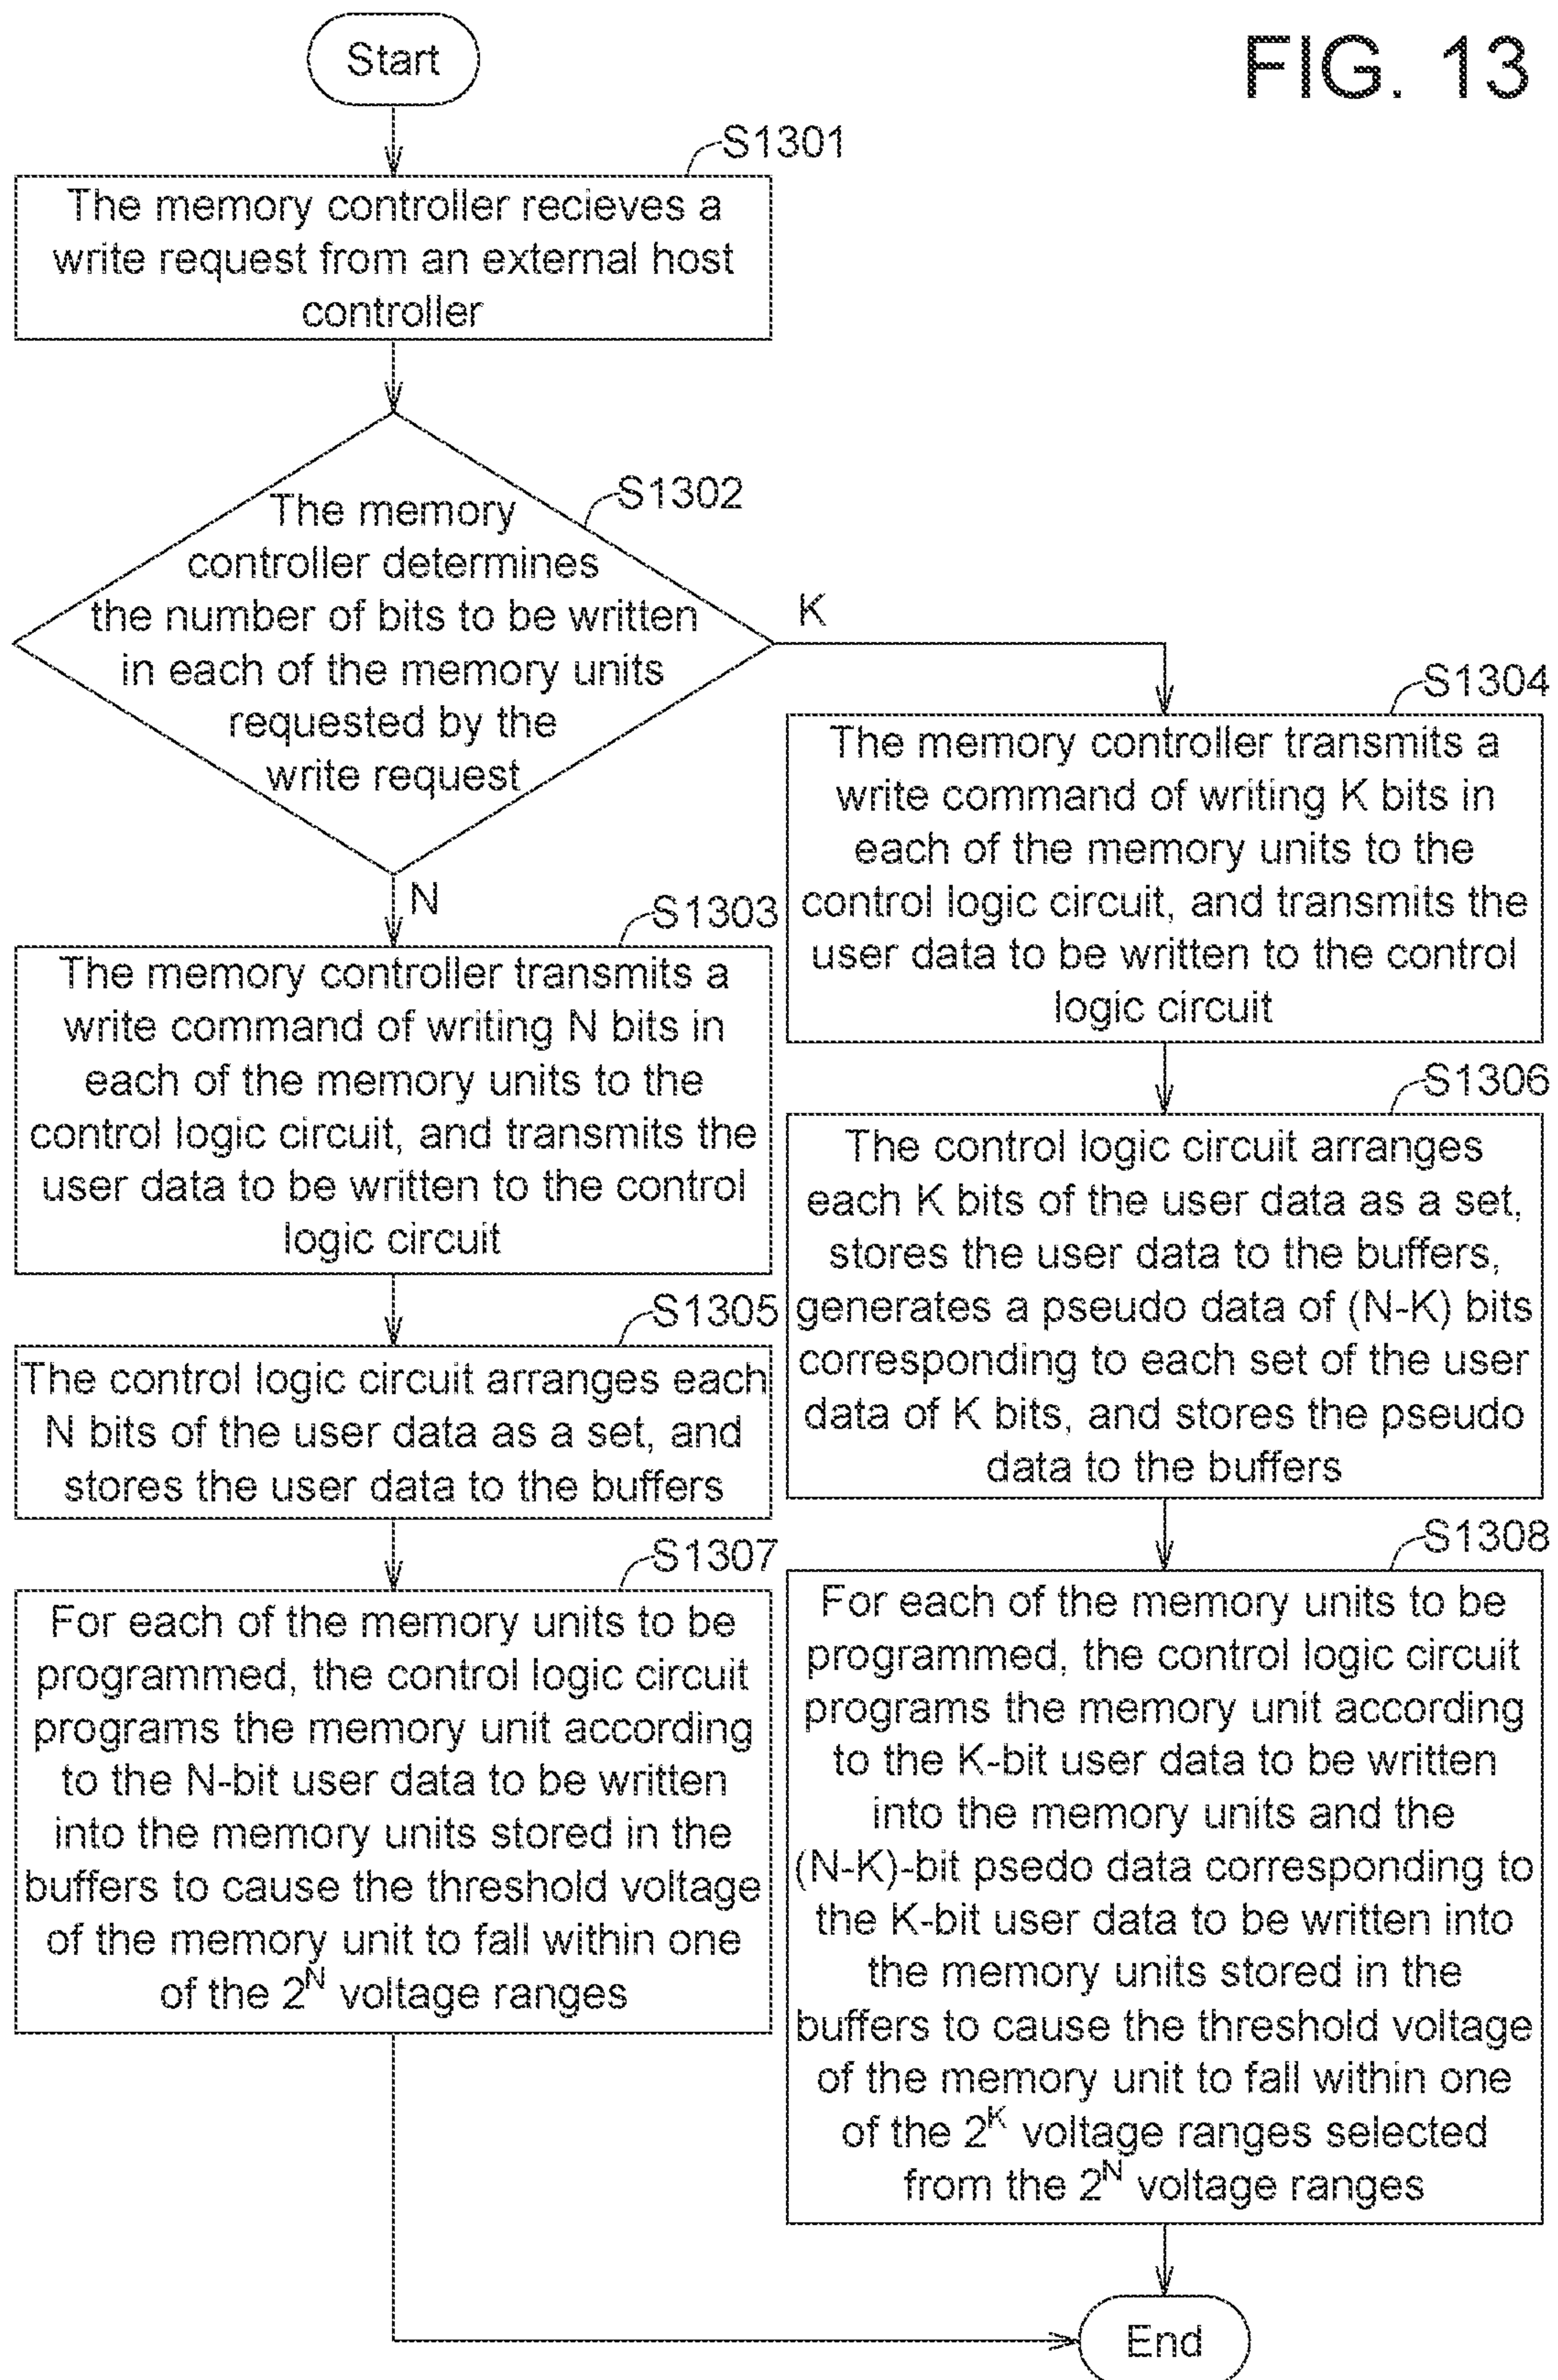 FIG. 13
Start
S1301
The memory controller recieves a
write request from an external host
controller
S1302
The memory
controller determines
the number of bits to be written
in each of the memory units
requested by the
write request
K
N
S1303
The memory controller transmits a
write command of writing N bits in
each of the memory units to the
control logic circuit, and transmits the
user data to be written to the control
logic circuit
S1305
The control logic circuit arranges each
N bits of the user data as a set, and
stores the user data to the buffers
S1307
For each of the memory units to be
programmed, the control logic circuit
programs the memory unit according
to the N-bit user data to be written
into the memory units stored in the
buffers to cause the threshold voltage
of the memory unit to fall within one
of the 2^N voltage ranges
S1304
The memory controller transmits a
write command of writing K bits in
each of the memory units to the
control logic circuit, and transmits the
user data to be written to the control
logic circuit
S1306
The control logic circuit arranges
each K bits of the user data as a set,
stores the user data to the buffers,
generates a pseudo data of (N-K) bits
corresponding to each set of the user
data of K bits, and stores the pseudo
data to the buffers
S1308
For each of the memory units to be
programmed, the control logic circuit
programs the memory unit according
to the K-bit user data to be written
into the memory units and the
(N-K)-bit psedo data corresponding to
the K-bit user data to be written into
the memory units stored in the
buffers to cause the threshold voltage
of the memory unit to fall within one
of the 2^K voltage ranges selected
from the 2^N voltage ranges
End